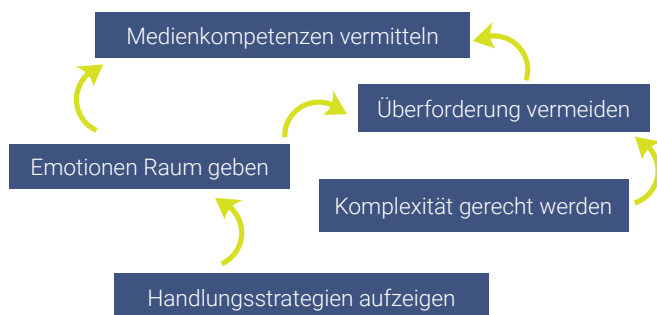 Medienkompetenzen vermitteln
Überforderung vermeiden
Emotionen Raum geben
Komplexität gerecht werden
Handlungsstrategien aufzeigen